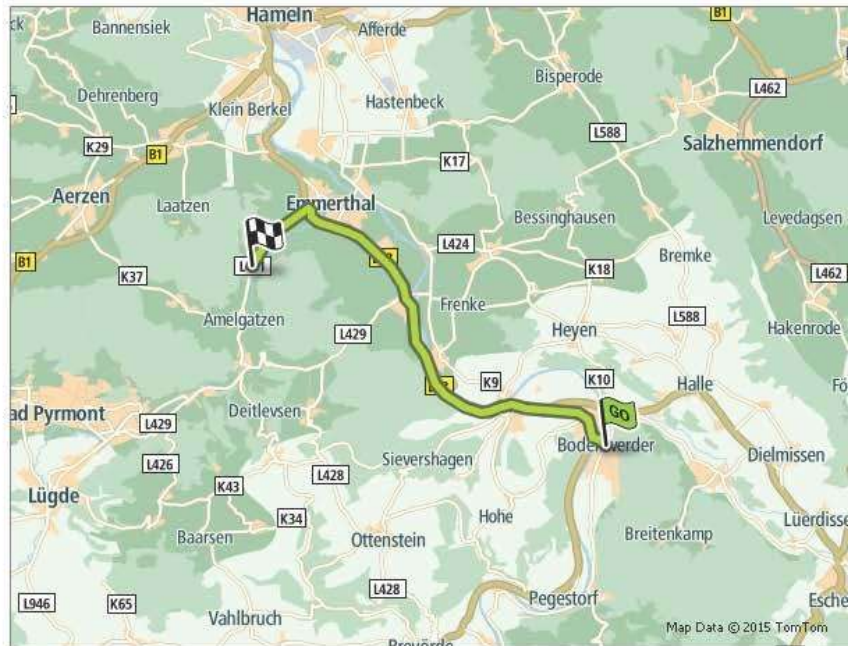 Hameln
B1
Bannensiek
Afferde
Bisperode
L462
Dehrenberg
Klein Berkel
Hastenbeck
L588
Salzhemmendorf
K29
B1
K17
Aerzen
Laatzen
Emmerthal
Bessinghausen
Levedagsen
L424
Bremke
B1
K37
K18
L462
Frenke
Amelgatzen
L429
Heyen
L588
Hakenrode
K9
K10
Halle
ad Pyrmont
Deitlevsen
GO
L429
L426
Sievershagen
Dielmissen
Lügde
K43
L428
K34
Hohe
Lüerdisse
Baarsen
Ottenstein
Breitenkamp
L946
K65
L428
Pegestorf
Esche
Vahlbruch
Map Data © 2015 TomTom